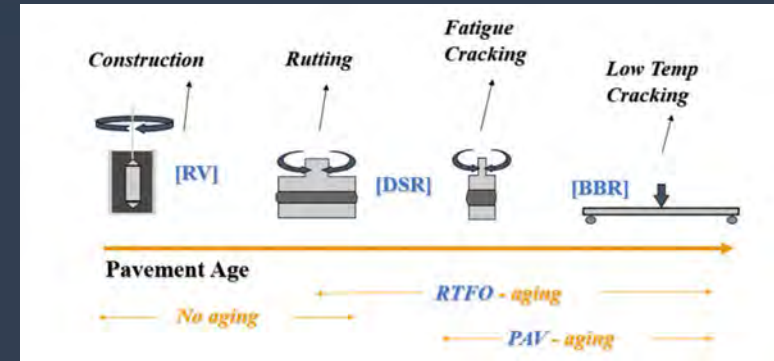 Construction
Rutting
Fatigue
Cracking
Low Temp
Cracking
[RV]
[DSR]
[BBR]
Pavement Age
RTFO - aging
No aging
PAV - aging